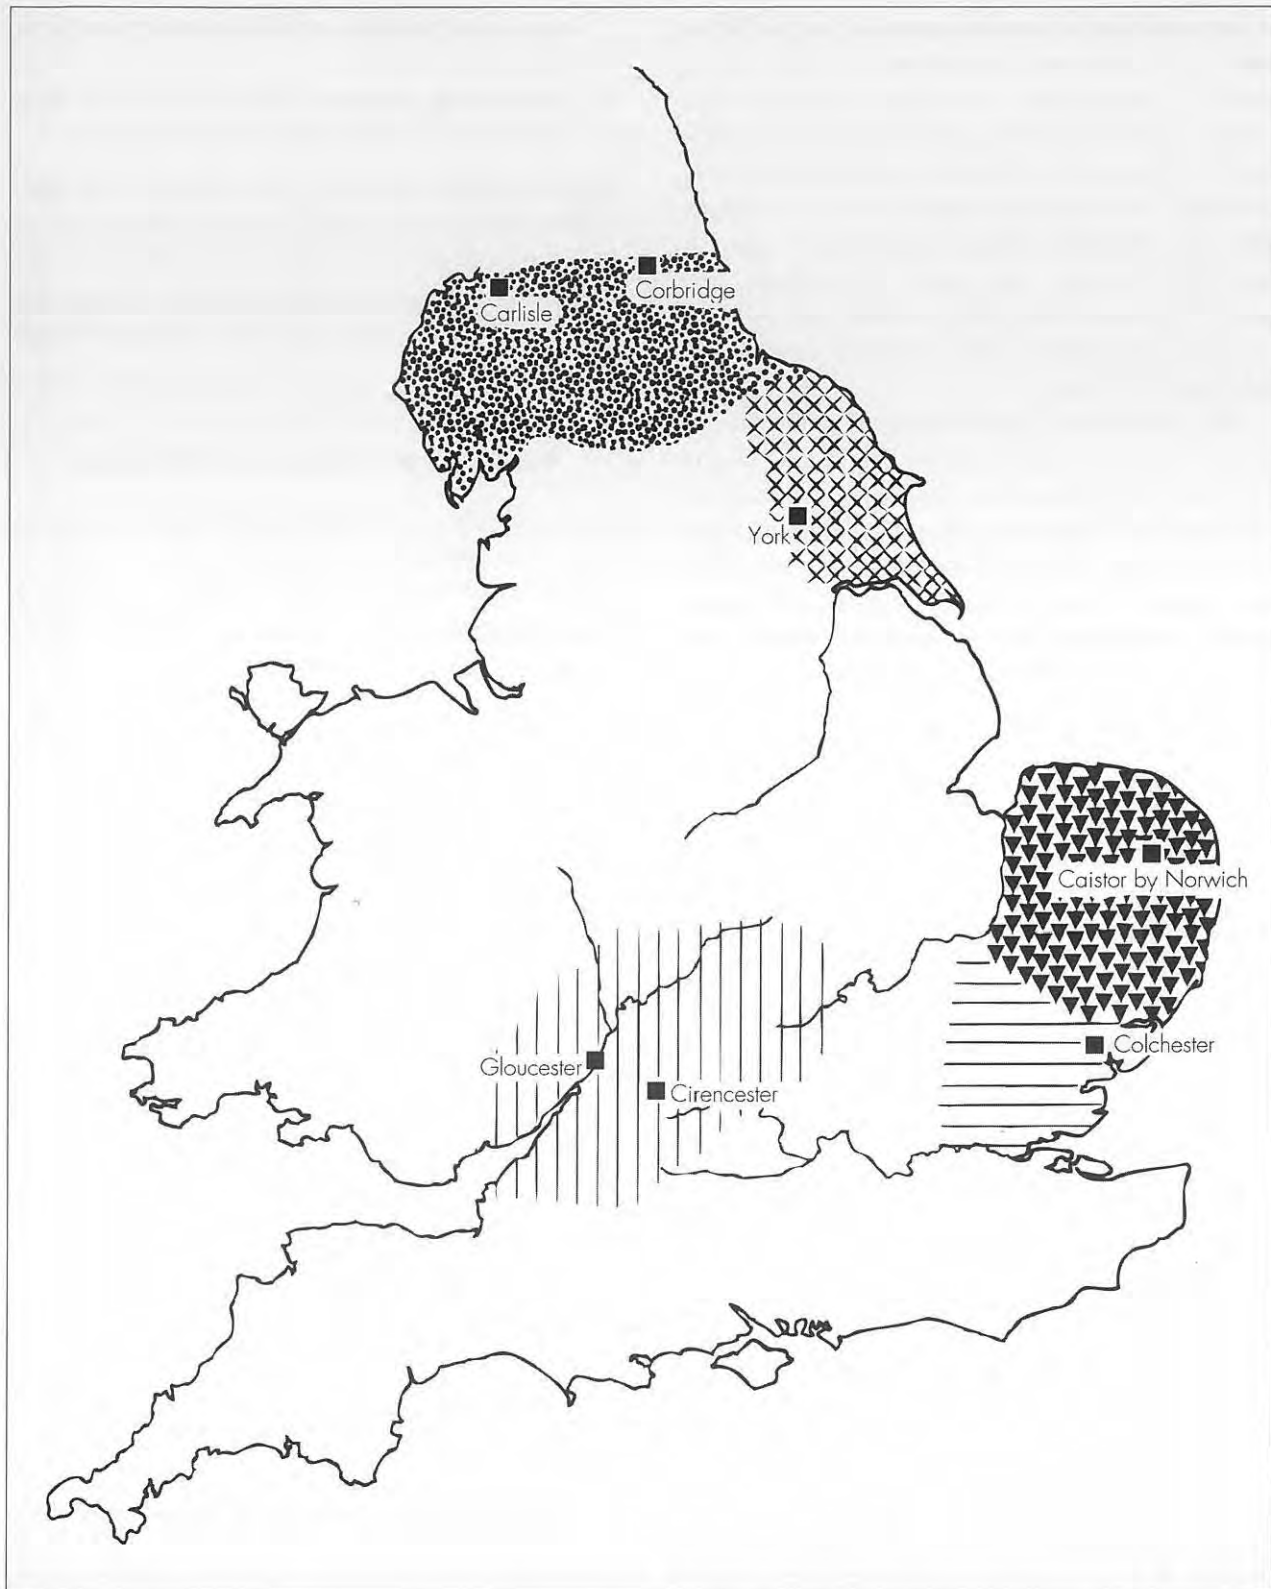 Corbridge
Carlisle
York
Caistor by Norwich
Colchester
Gloucester
Cirencester